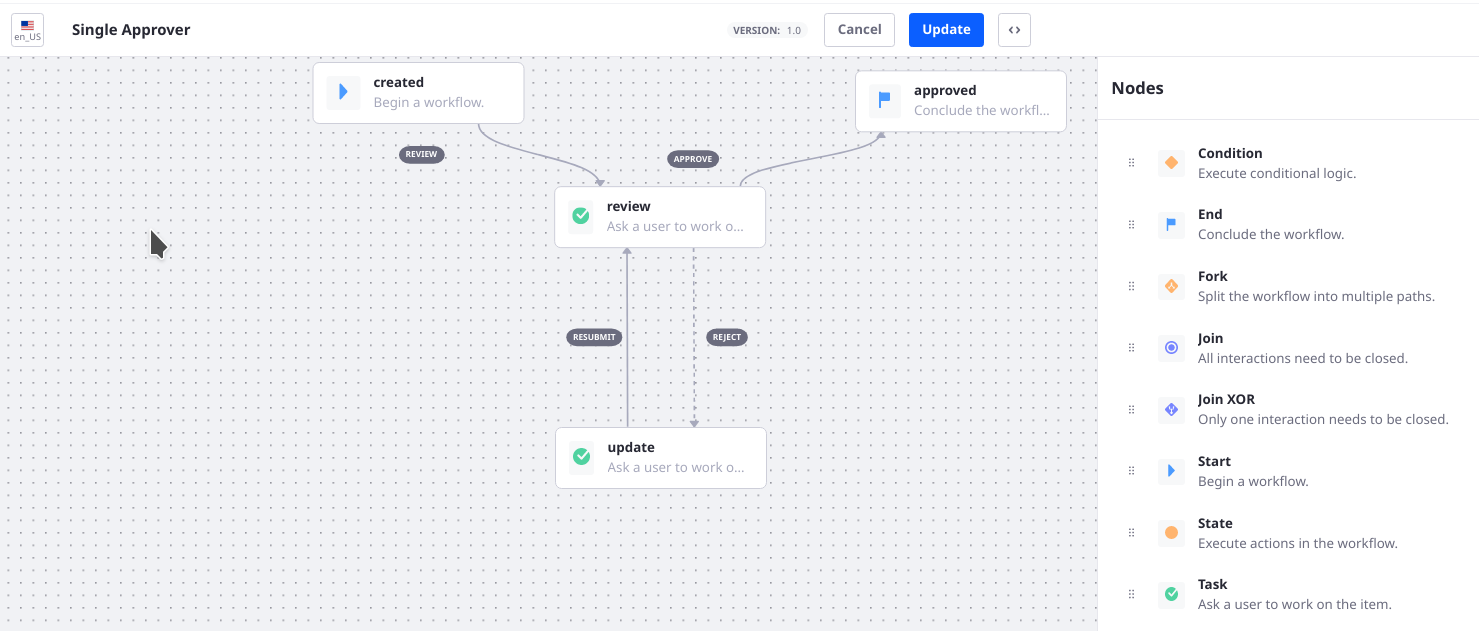 en_US
Single Approver
VERSION: 1.0
Cancel
Update
created
Begin a workflow.
approved
Conclude the workfl...
REVIEW
APPROVE
review
Ask a user to work o...
RESUBMIT
REJECT
update
Ask a user to work o...
Nodes
Condition
Execute conditional logic.
End
Conclude the workflow.
Fork
Split the workflow into multiple paths.
Join
All interactions need to be closed.
Join XOR
Only one interaction needs to be closed.
Start
Begin a workflow.
State
Execute actions in the workflow.
Task
Ask a user to work on the item.